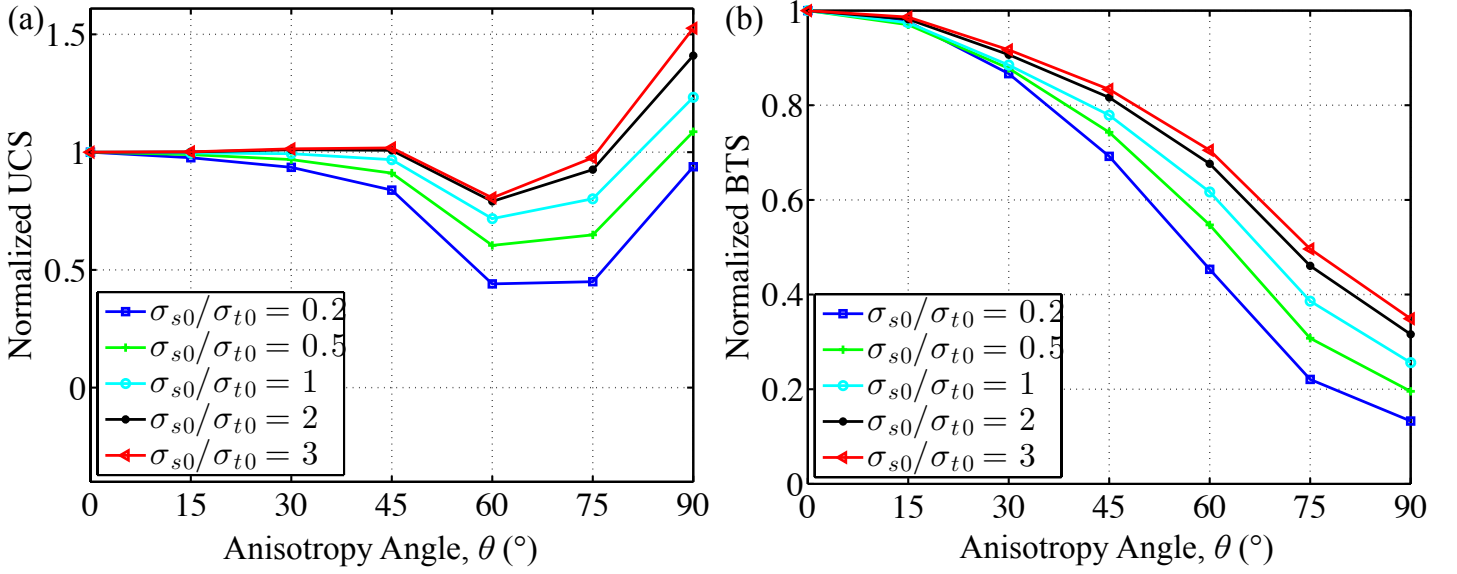 (a)
Normalized UCS
1.5
1
0.5
0
0 15 30 45 60 75 90
Anisotropy Angle, θ (°)
σs0/σt0 = 0.2
σs0/σt0 = 0.5
σs0/σt0 = 1
σs0/σt0 = 2
σs0/σt0 = 3
(b)
Normalized BTS
1
0.8
0.6
0.4
0.2
0
0 15 30 45 60 75 90
Anisotropy Angle, θ (°)
σs0/σt0 = 0.2
σs0/σt0 = 0.5
σs0/σt0 = 1
σs0/σt0 = 2
σs0/σt0 = 3